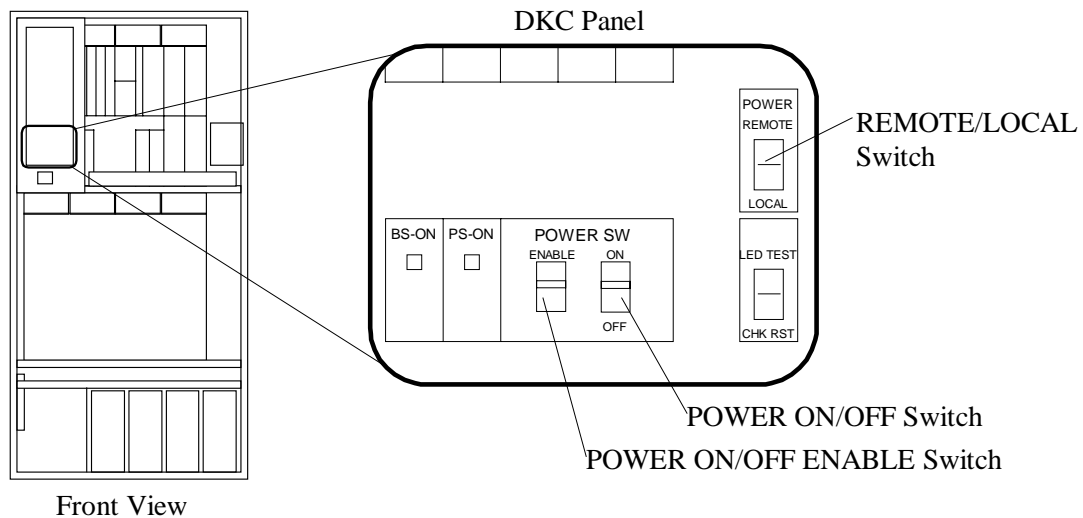 DKC Panel
POWER
REMOTE
LOCAL
REMOTE/LOCAL
Switch
BS-ON
PS-ON
POWER SW
ENABLE
ON
OFF
LED TEST
CHK RST
POWER ON/OFF Switch
POWER ON/OFF ENABLE Switch
Front View